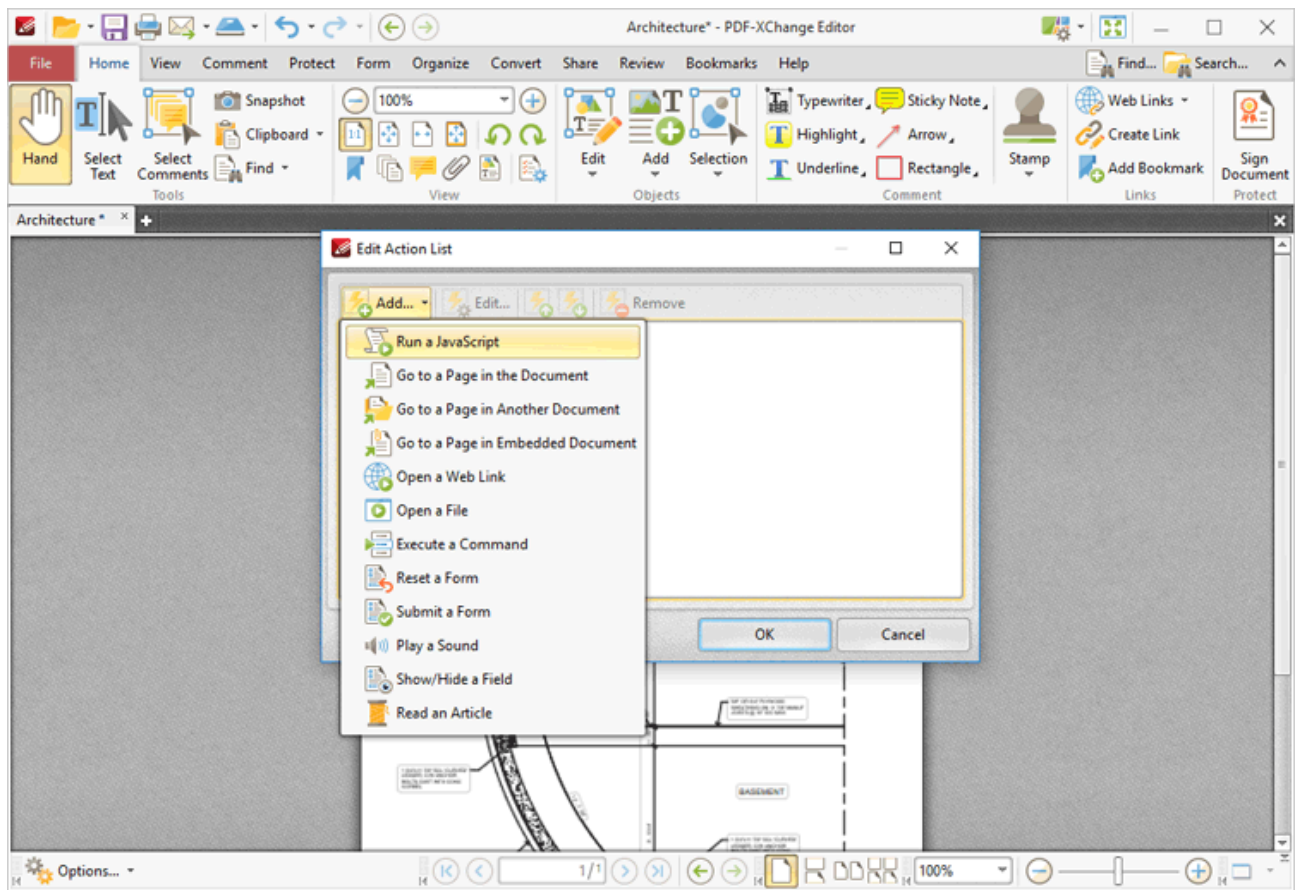 Architecture* - PDF-XChange Editor
File Home View Comment Protect Form Organize Convert Share Review Bookmarks Help Find... Search...
Snapshot 100% Typewriter Sticky Note Web Links
Clipboard Highlight Arrow Create Link
Hand Select Text Select Comments Find Edit Add Selection Underline Rectangle Stamp Add Bookmark Sign Document
Tools View Objects Comment Links Protect
Architecture *
Edit Action List
Add... Edit... Remove
Run a JavaScript
Go to a Page in the Document
Go to a Page in Another Document
Go to a Page in Embedded Document
Open a Web Link
Open a File
Execute a Command
Reset a Form
Submit a Form
OK Cancel
Play a Sound
Show/Hide a Field
Read an Article
BASEMENT
Options... 1/1 100%